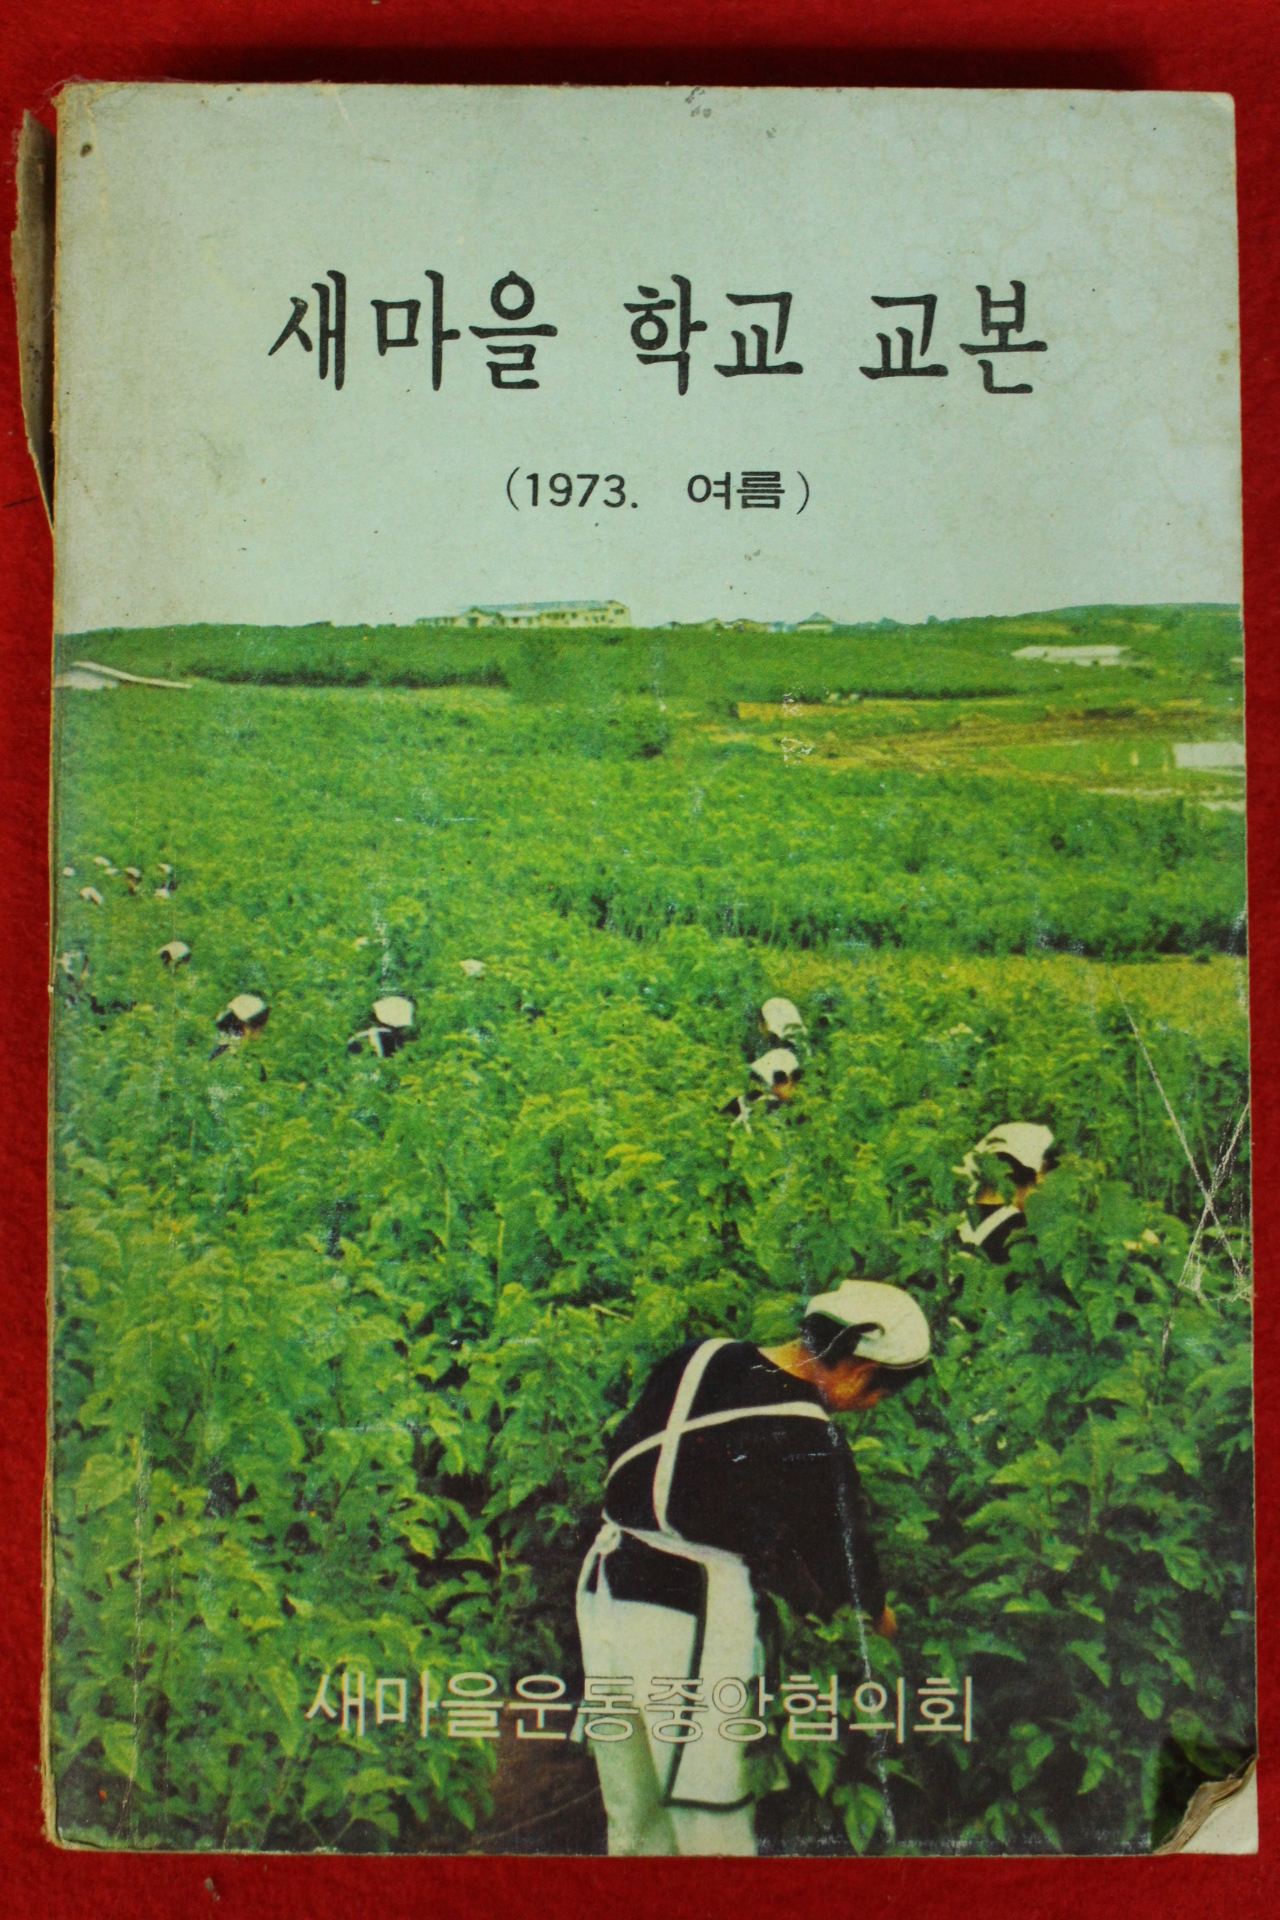 새마을 학교 교본
(1973. 여름)
새마을운동중앙협의회